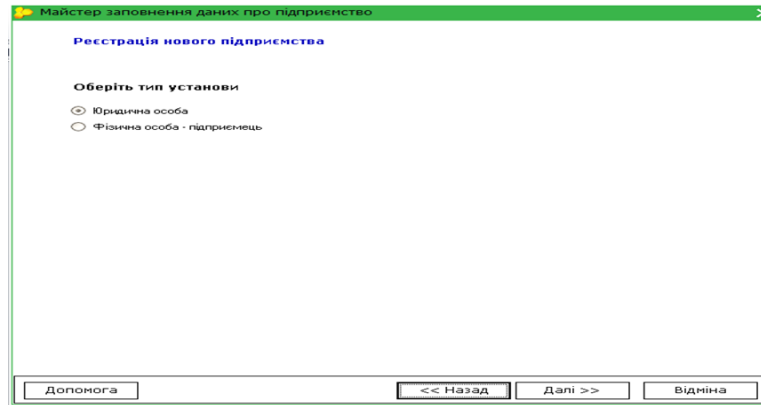 Майстер заповнення даних про підприємство
Реєстрація нового підприємства
Оберіть тип установи
Юридична особа
Фізична особа - підприємець
Допомога
<< Назад
Далі >>
Відміна